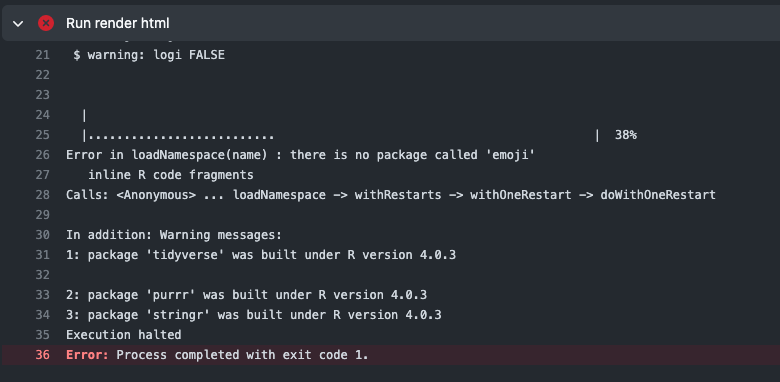 Run render html
21 $ warning: logi FALSE
22
23
24 |
25 |.......................... | 38%
26 Error in loadNamespace(name) : there is no package called 'emoji'
27 inline R code fragments
28 Calls: <Anonymous> ... loadNamespace -> withRestarts -> withOneRestart -> doWithOneRestart
29
30 In addition: Warning messages:
31 1: package 'tidyverse' was built under R version 4.0.3
32
33 2: package 'purrr' was built under R version 4.0.3
34 3: package 'stringr' was built under R version 4.0.3
35 Execution halted
36 Error: Process completed with exit code 1.